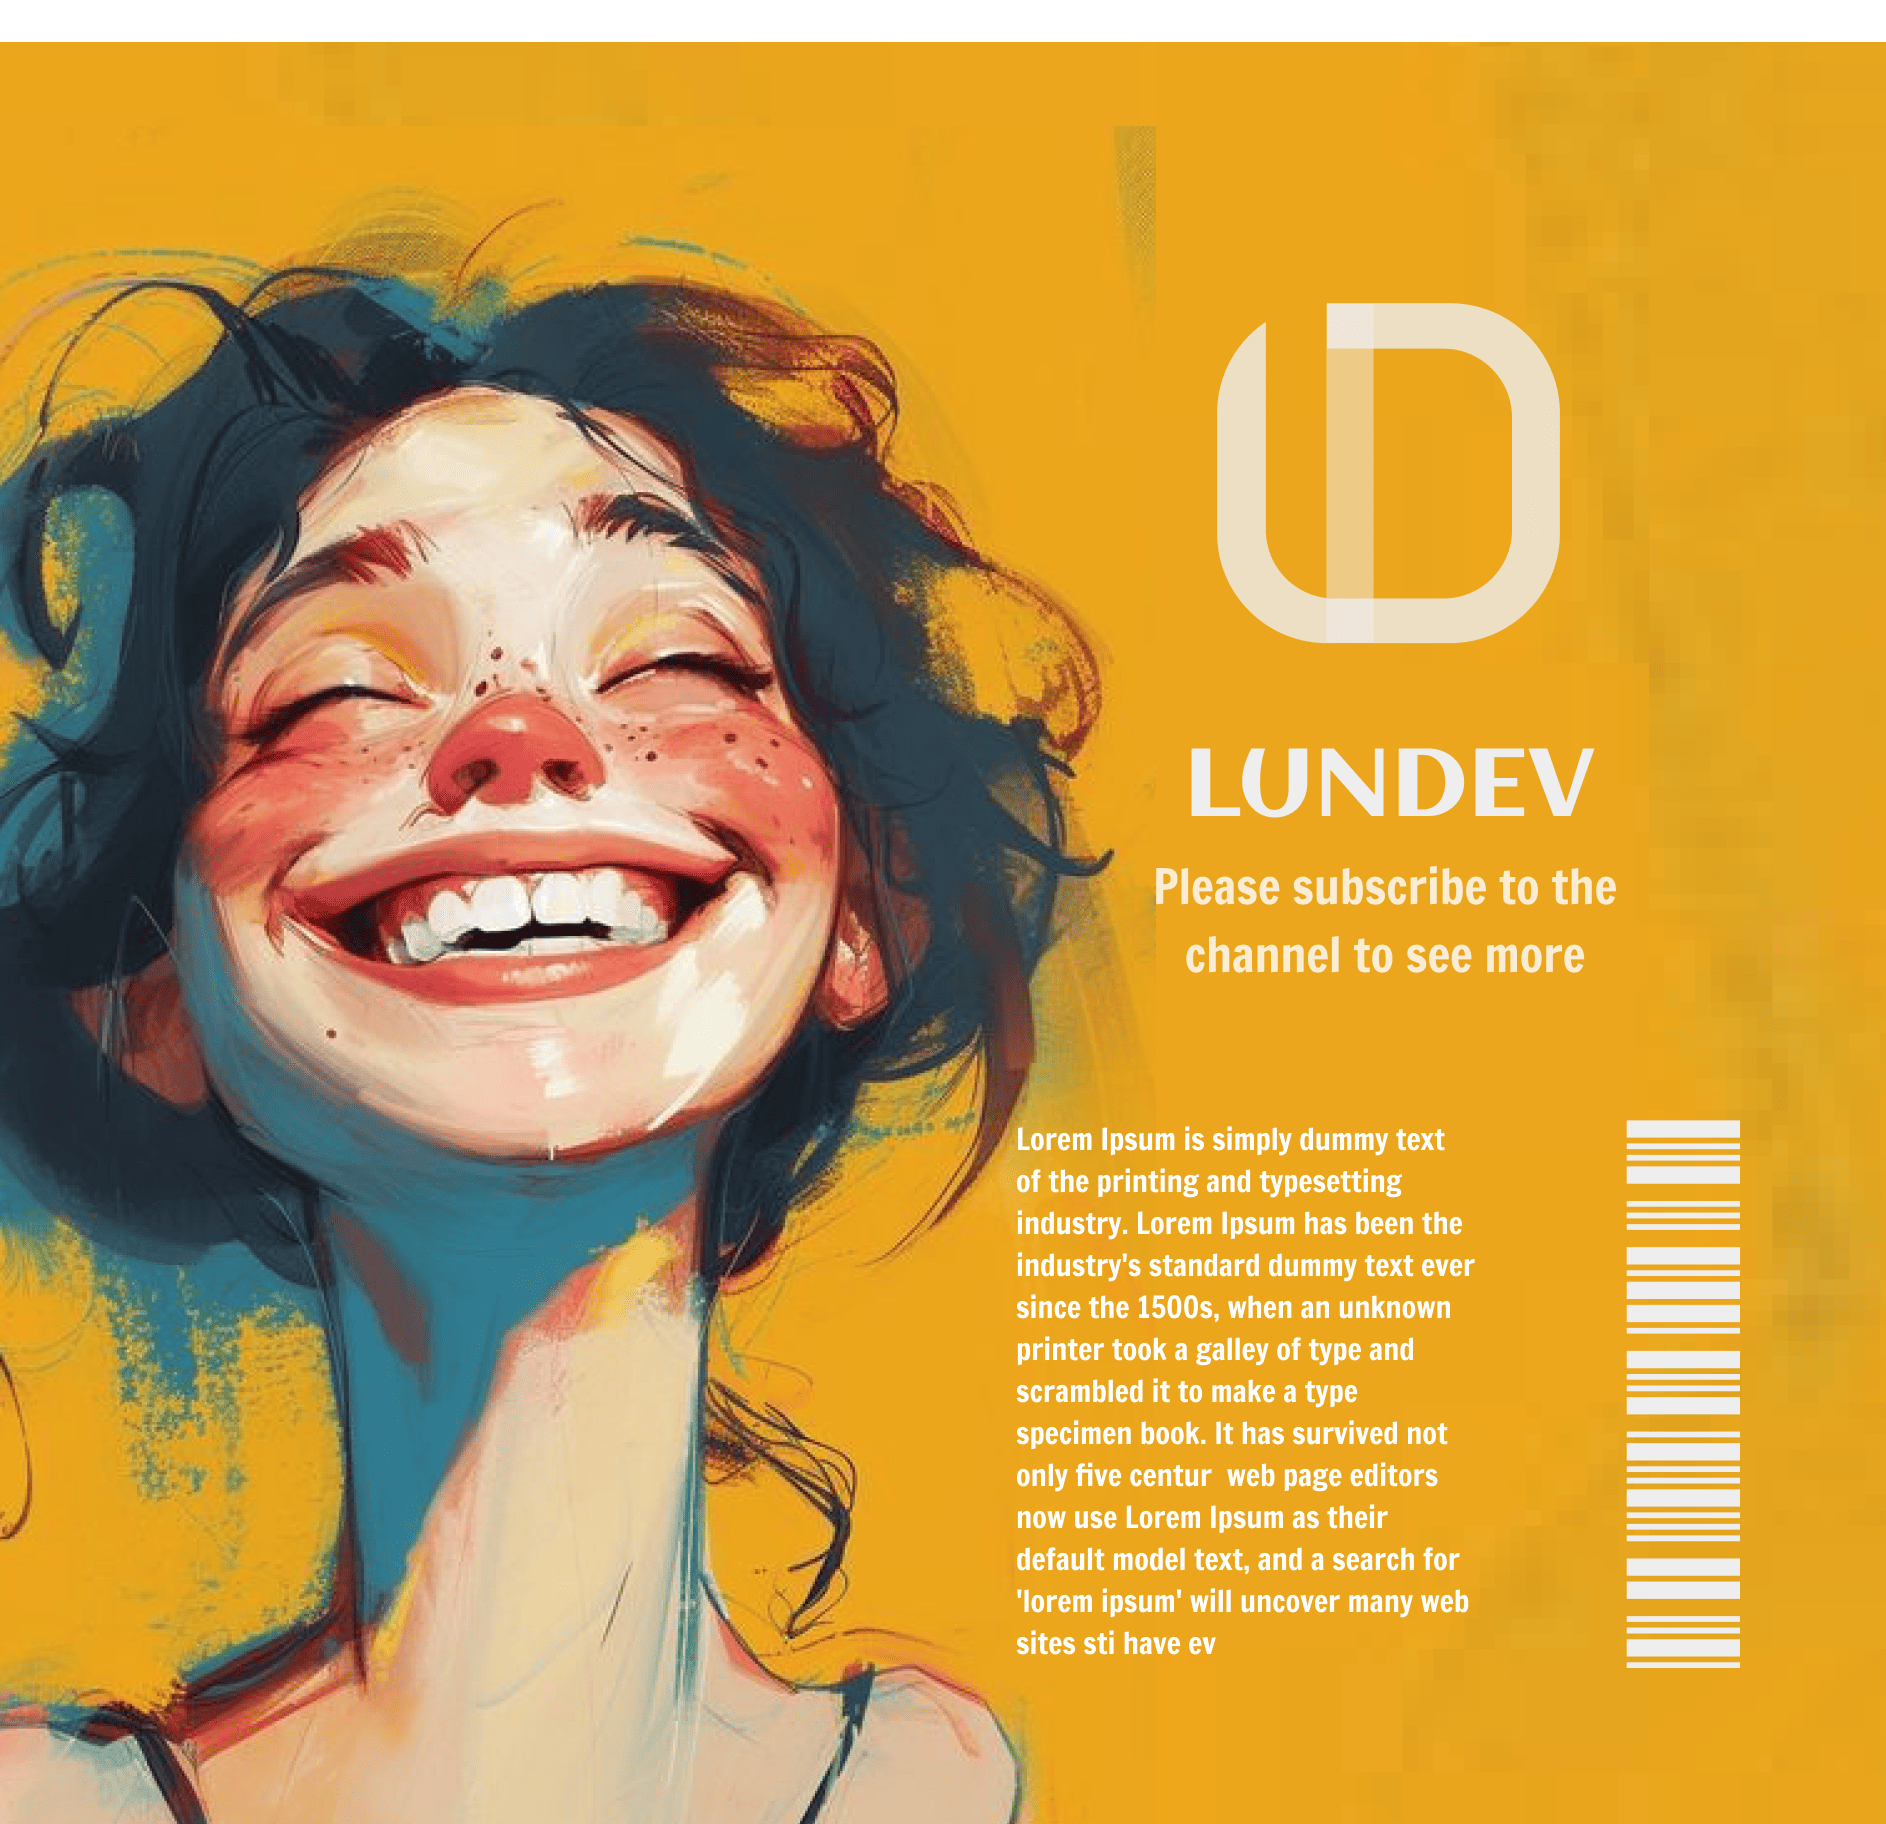 LUNDEV
Please subscribe to the
channel to see more
Lorem Ipsum is simply dummy text
of the printing and typesetting
industry. Lorem Ipsum has been the
industry's standard dummy text ever
since the 1500s, when an unknown
printer took a galley of type and
scrambled it to make a type
specimen book. It has survived not
only five centur  web page editors
now use Lorem Ipsum as their
default model text, and a search for
'lorem ipsum' will uncover many web
sites sti have ev